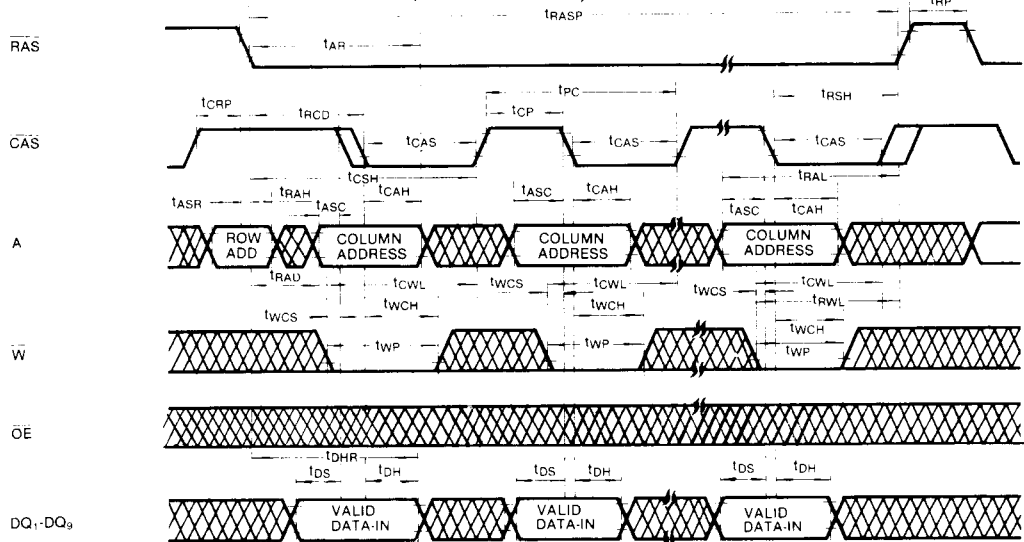 tRASP
tRP
RAS
tAR
tPC
tCRP
tRCD
tCP
tRSH
CAS
tCAS
tCAS
tCAS
tCSH
tRAL
tASR
tRAH
tASC
tCAH
tASC
tCAH
tASC
tCAH
A
ROW
ADD
COLUMN
ADDRESS
COLUMN
ADDRESS
COLUMN
ADDRESS
tRAD
tCWL
tWCS
tCWL
tWCS
tCWL
tRWL
tWCS
tWCH
tWCH
tWCH
W
tWP
tWP
tWP
OE
tDHR
tDS
tDH
tDS
tDH
tDS
tDH
DQ1-DQ9
VALID
DATA-IN
VALID
DATA-IN
VALID
DATA-IN